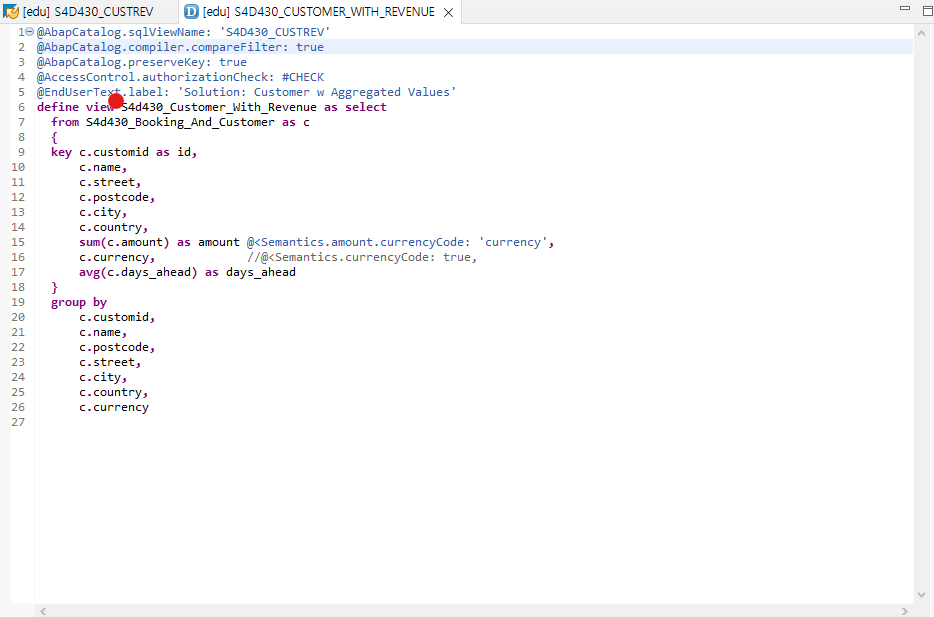 [edu] S4D430_CUSTREV
[edu] S4D430_CUSTOMER_WITH_REVENUE
1 @AbapCatalog.sqlViewName: 'S4D430_CUSTREV'
2 @AbapCatalog.compiler.compareFilter: true
3 @AbapCatalog.preserveKey: true
4 @AccessControl.authorizationCheck: #CHECK
5 @EndUserText.label: 'Solution: Customer w Aggregated Values'
6 define view S4d430_Customer_With_Revenue as select
7 from S4d430_Booking_And_Customer as c
8 {
9 key c.customid as id,
10 c.name,
11 c.street,
12 c.postcode,
13 c.city,
14 c.country,
15 sum(c.amount) as amount @<Semantics.amount.currencyCode: 'currency',
16 c.currency, //@<Semantics.currencyCode: true,
17 avg(c.days_ahead) as days_ahead
18 }
19 group by
20 c.customid,
21 c.name,
22 c.postcode,
23 c.street,
24 c.city,
25 c.country,
26 c.currency
27